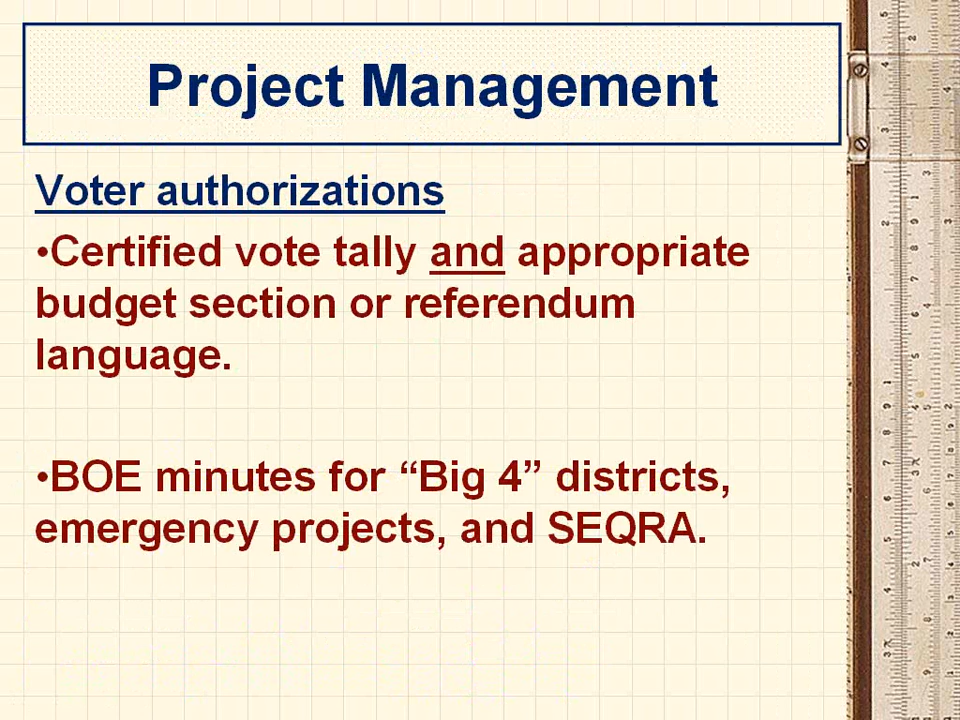 Project Management
Voter authorizations
•Certified vote tally and appropriate
budget section or referendum
language.
•BOE minutes for “Big 4” districts,
emergency projects, and SEQRA.